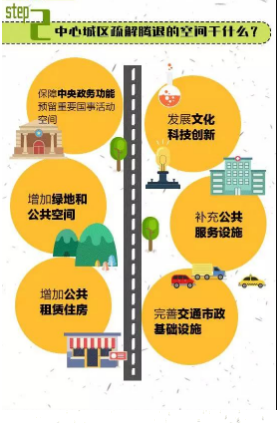 step 2
中心城区疏解腾退的空间干什么？
保障中央政务功能
预留重要国事活动
空间
发展文化
科技创新
增加绿地和
公共空间
补充公共
服务设施
增加公共
租赁住房
完善交通市政
基础设施